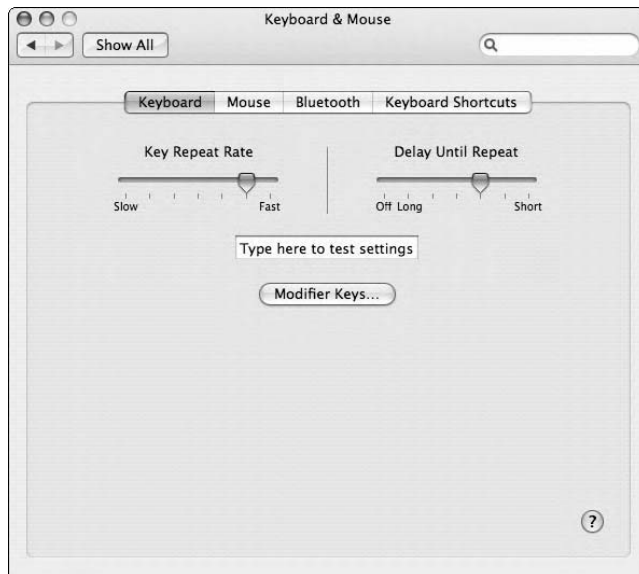 Keyboard & Mouse
Show All
Keyboard Mouse Bluetooth Keyboard Shortcuts
Key Repeat Rate Delay Until Repeat
Slow Fast Off Long Short
Type here to test settings
Modifier Keys...
?